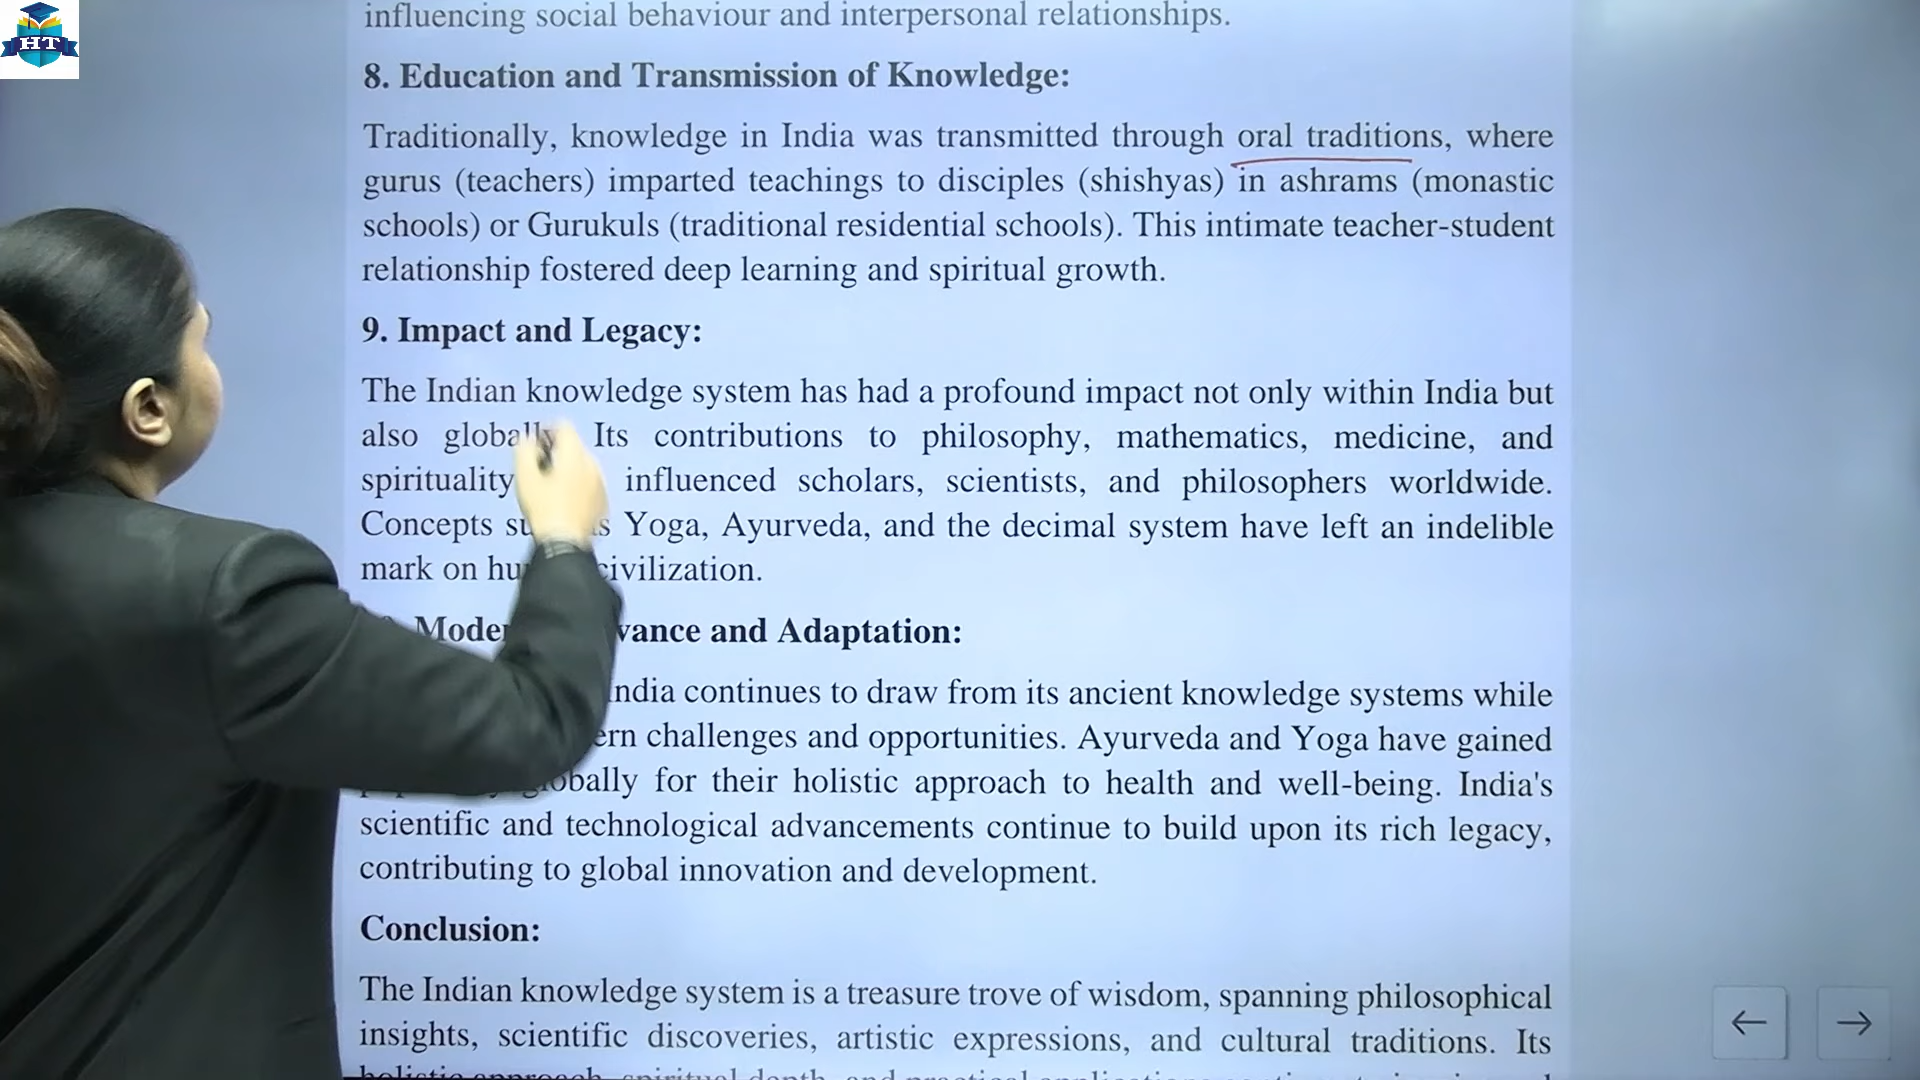 HT
influencing social behaviour and interpersonal relationships.
8. Education and Transmission of Knowledge:
Traditionally, knowledge in India was transmitted through oral traditions, where
gurus (teachers) imparted teachings to disciples (shishyas) in ashrams (monastic
schools) or Gurukuls (traditional residential schools). This intimate teacher-student
relationship fostered deep learning and spiritual growth.
9. Impact and Legacy:
The Indian knowledge system has had a profound impact not only within India but
also globally Its contributions to philosophy, mathematics, medicine, and
spirituality influenced scholars, scientists, and philosophers worldwide.
Concepts Yoga, Ayurveda, and the decimal system have left an indelible
mark on civilization.
and Adaptation:
India continues to draw from its ancient knowledge systems while
challenges and opportunities. Ayurveda and Yoga have gained
globally for their holistic approach to health and well-being. India's
scientific and technological advancements continue to build upon its rich legacy,
contributing to global innovation and development.
Conclusion:
The Indian knowledge system is a treasure trove of wisdom, spanning philosophical
insights, scientific discoveries, artistic expressions, and cultural traditions. Its